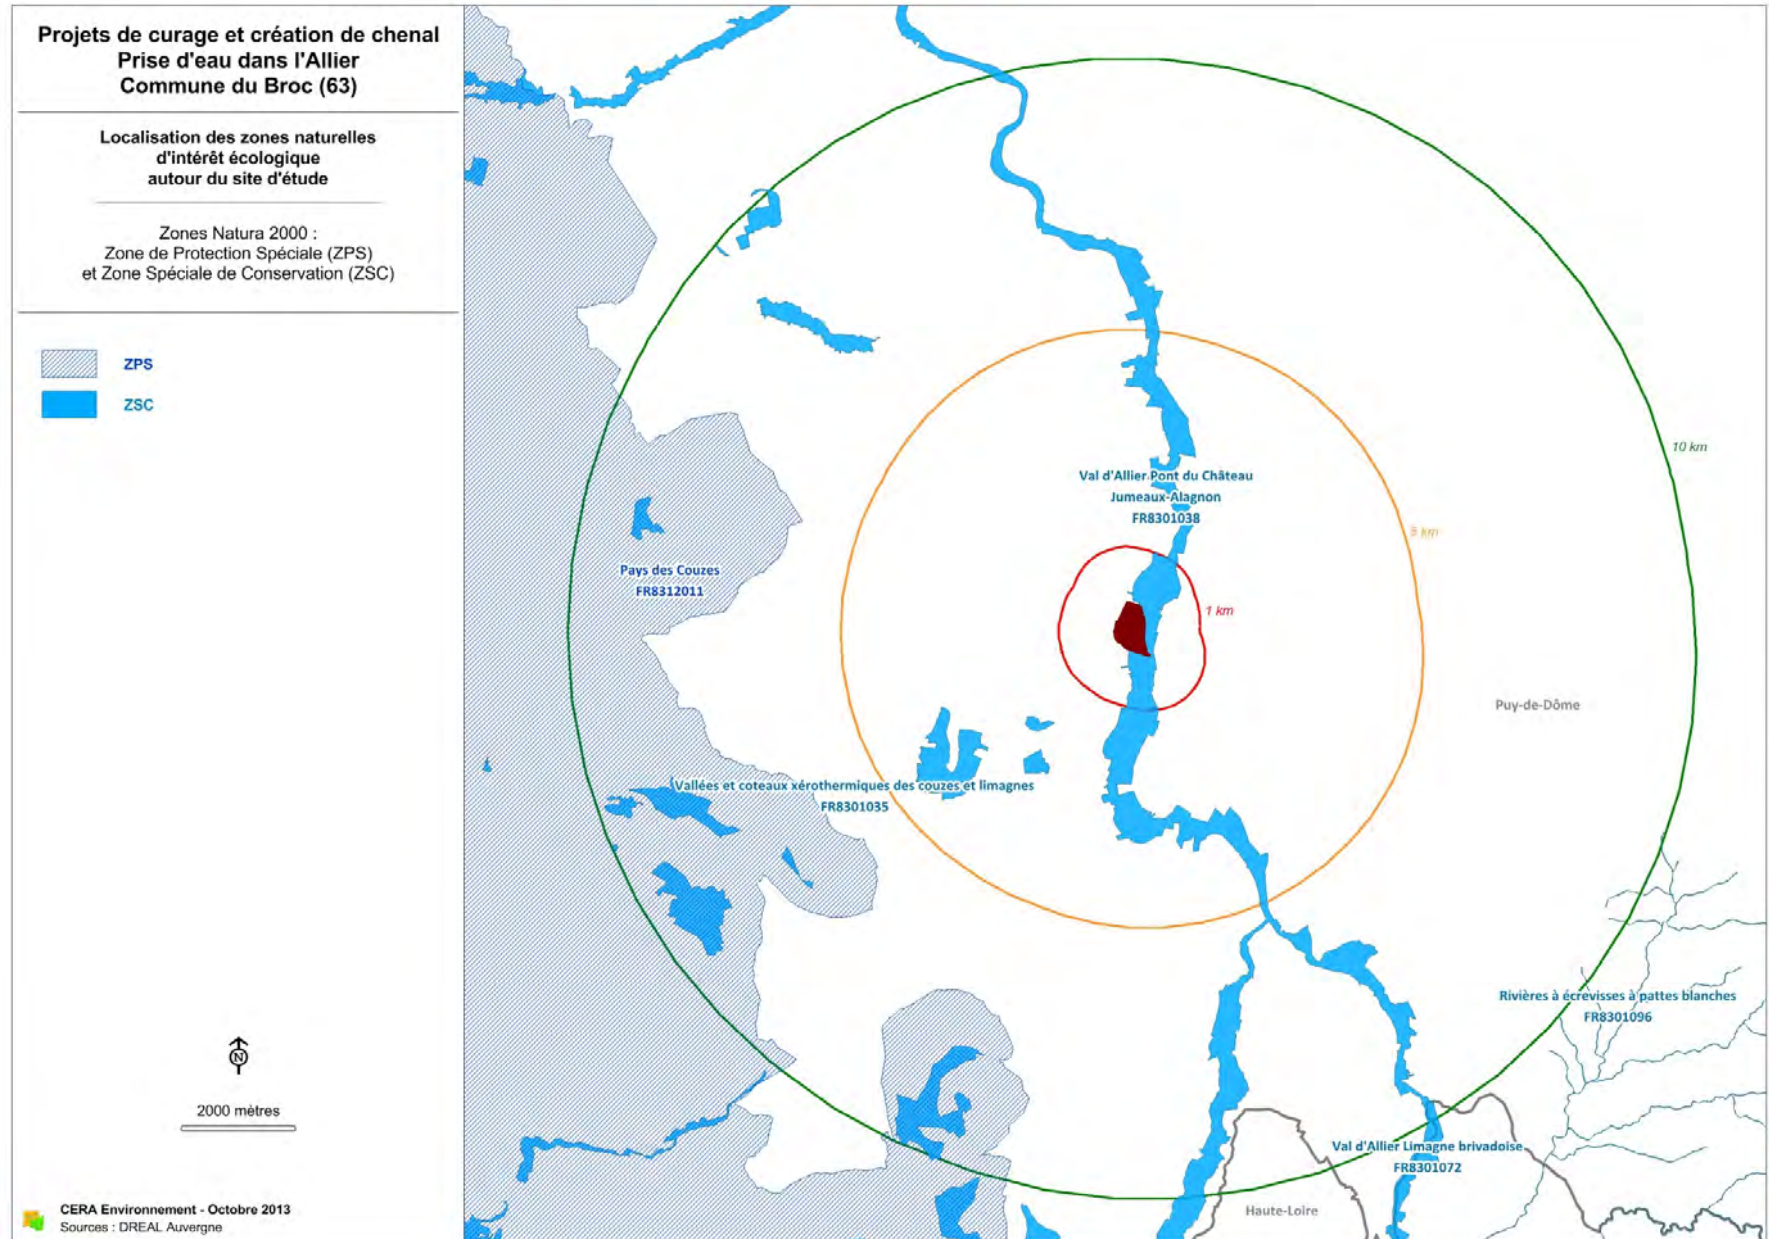 Projets de curage et création de chenal
Prise d'eau dans l'Allier
Commune du Broc (63)
Localisation des zones naturelles
d'intérêt écologique
autour du site d'étude
Zones Natura 2000 :
Zone de Protection Spéciale (ZPS)
et Zone Spéciale de Conservation (ZSC)
ZPS
ZSC
N
2000 mètres
CERA Environnement - Octobre 2013
Sources : DREAL Auvergne
10 km
Val d'Allier Pont du Château
Jumeaux-Alagnon
FR8301038
5 km
Pays des Couzes
FR8312011
1 km
Puy-de-Dôme
Vallées et coteaux xérothermiques des couzes et limagnes
FR8301035
Rivières à écrevisses à pattes blanches
FR8301096
Val d'Allier Limagne brivadoise
FR8301072
Haute-Loire